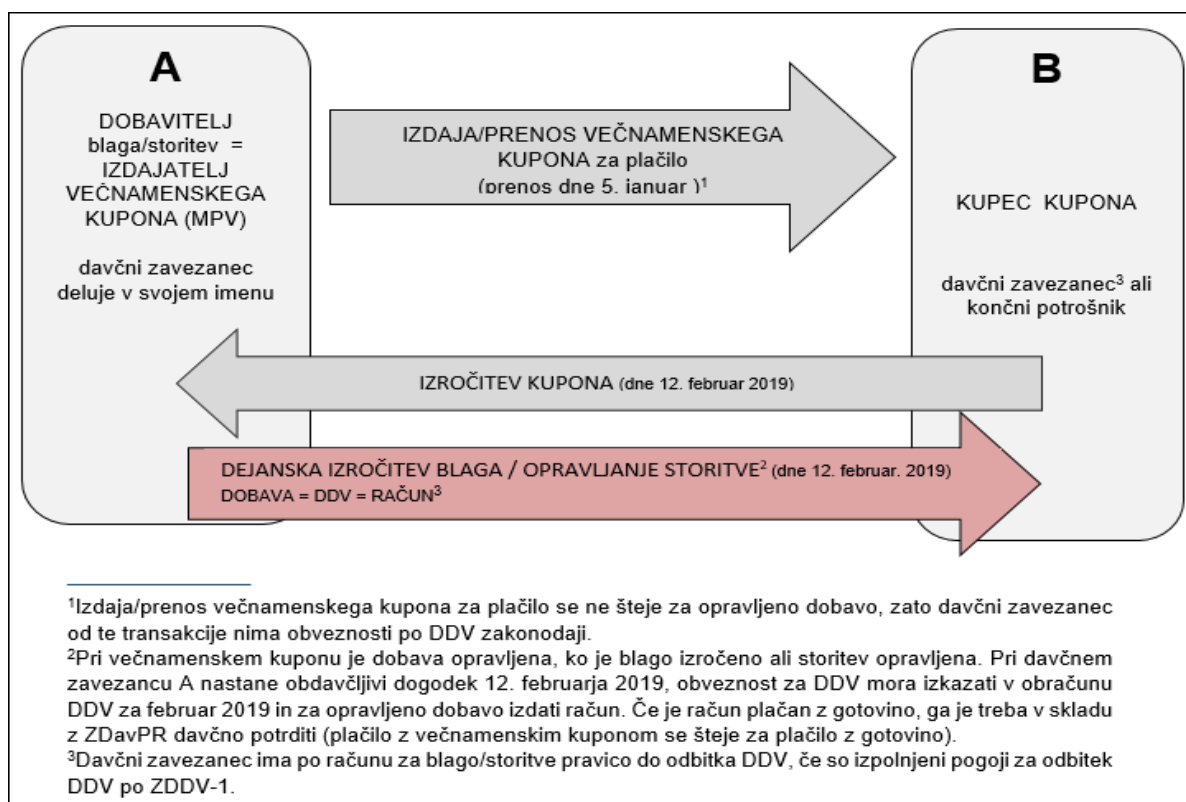 A
DOBAVITELJ
blaga/storitev =
IZDAJATELJ
VEČNAMENSKEGA
KUPONA (MPV)
davčni zavezanec
deluje v svojem imenu
IZDAJA/PRENOS VEČNAMENSKEGA
KUPONA za plačilo
(prenos dne 5. januar )¹
B
KUPEC KUPONA
davčni zavezanec³ ali
končni potrošnik
IZROČITEV KUPONA (dne 12. februar 2019)
DEJANSKA IZROČITEV BLAGA / OPRAVLJANJE STORITVE² (dne 12. februar. 2019)
DOBAVA = DDV = RAČUN³
¹Izdaja/prenos večnamenskega kupona za plačilo se ne šteje za opravljeno dobavo, zato davčni zavezanec
od te transakcije nima obveznosti po DDV zakonodaji.
²Pri večnamenskem kuponu je dobava opravljena, ko je blago izročeno ali storitev opravljena. Pri davčnem
zavezancu A nastane obdavčljivi dogodek 12. februarja 2019, obveznost za DDV mora izkazati v obračunu
DDV za februar 2019 in za opravljeno dobavo izdati račun. Če je račun plačan z gotovino, ga je treba v skladu
z ZDavPR davčno potrditi (plačilo z večnamenskim kuponom se šteje za plačilo z gotovino).
³Davčni zavezanec ima po računu za blago/storitve pravico do odbitka DDV, če so izpolnjeni pogoji za odbitek
DDV po ZDDV-1.